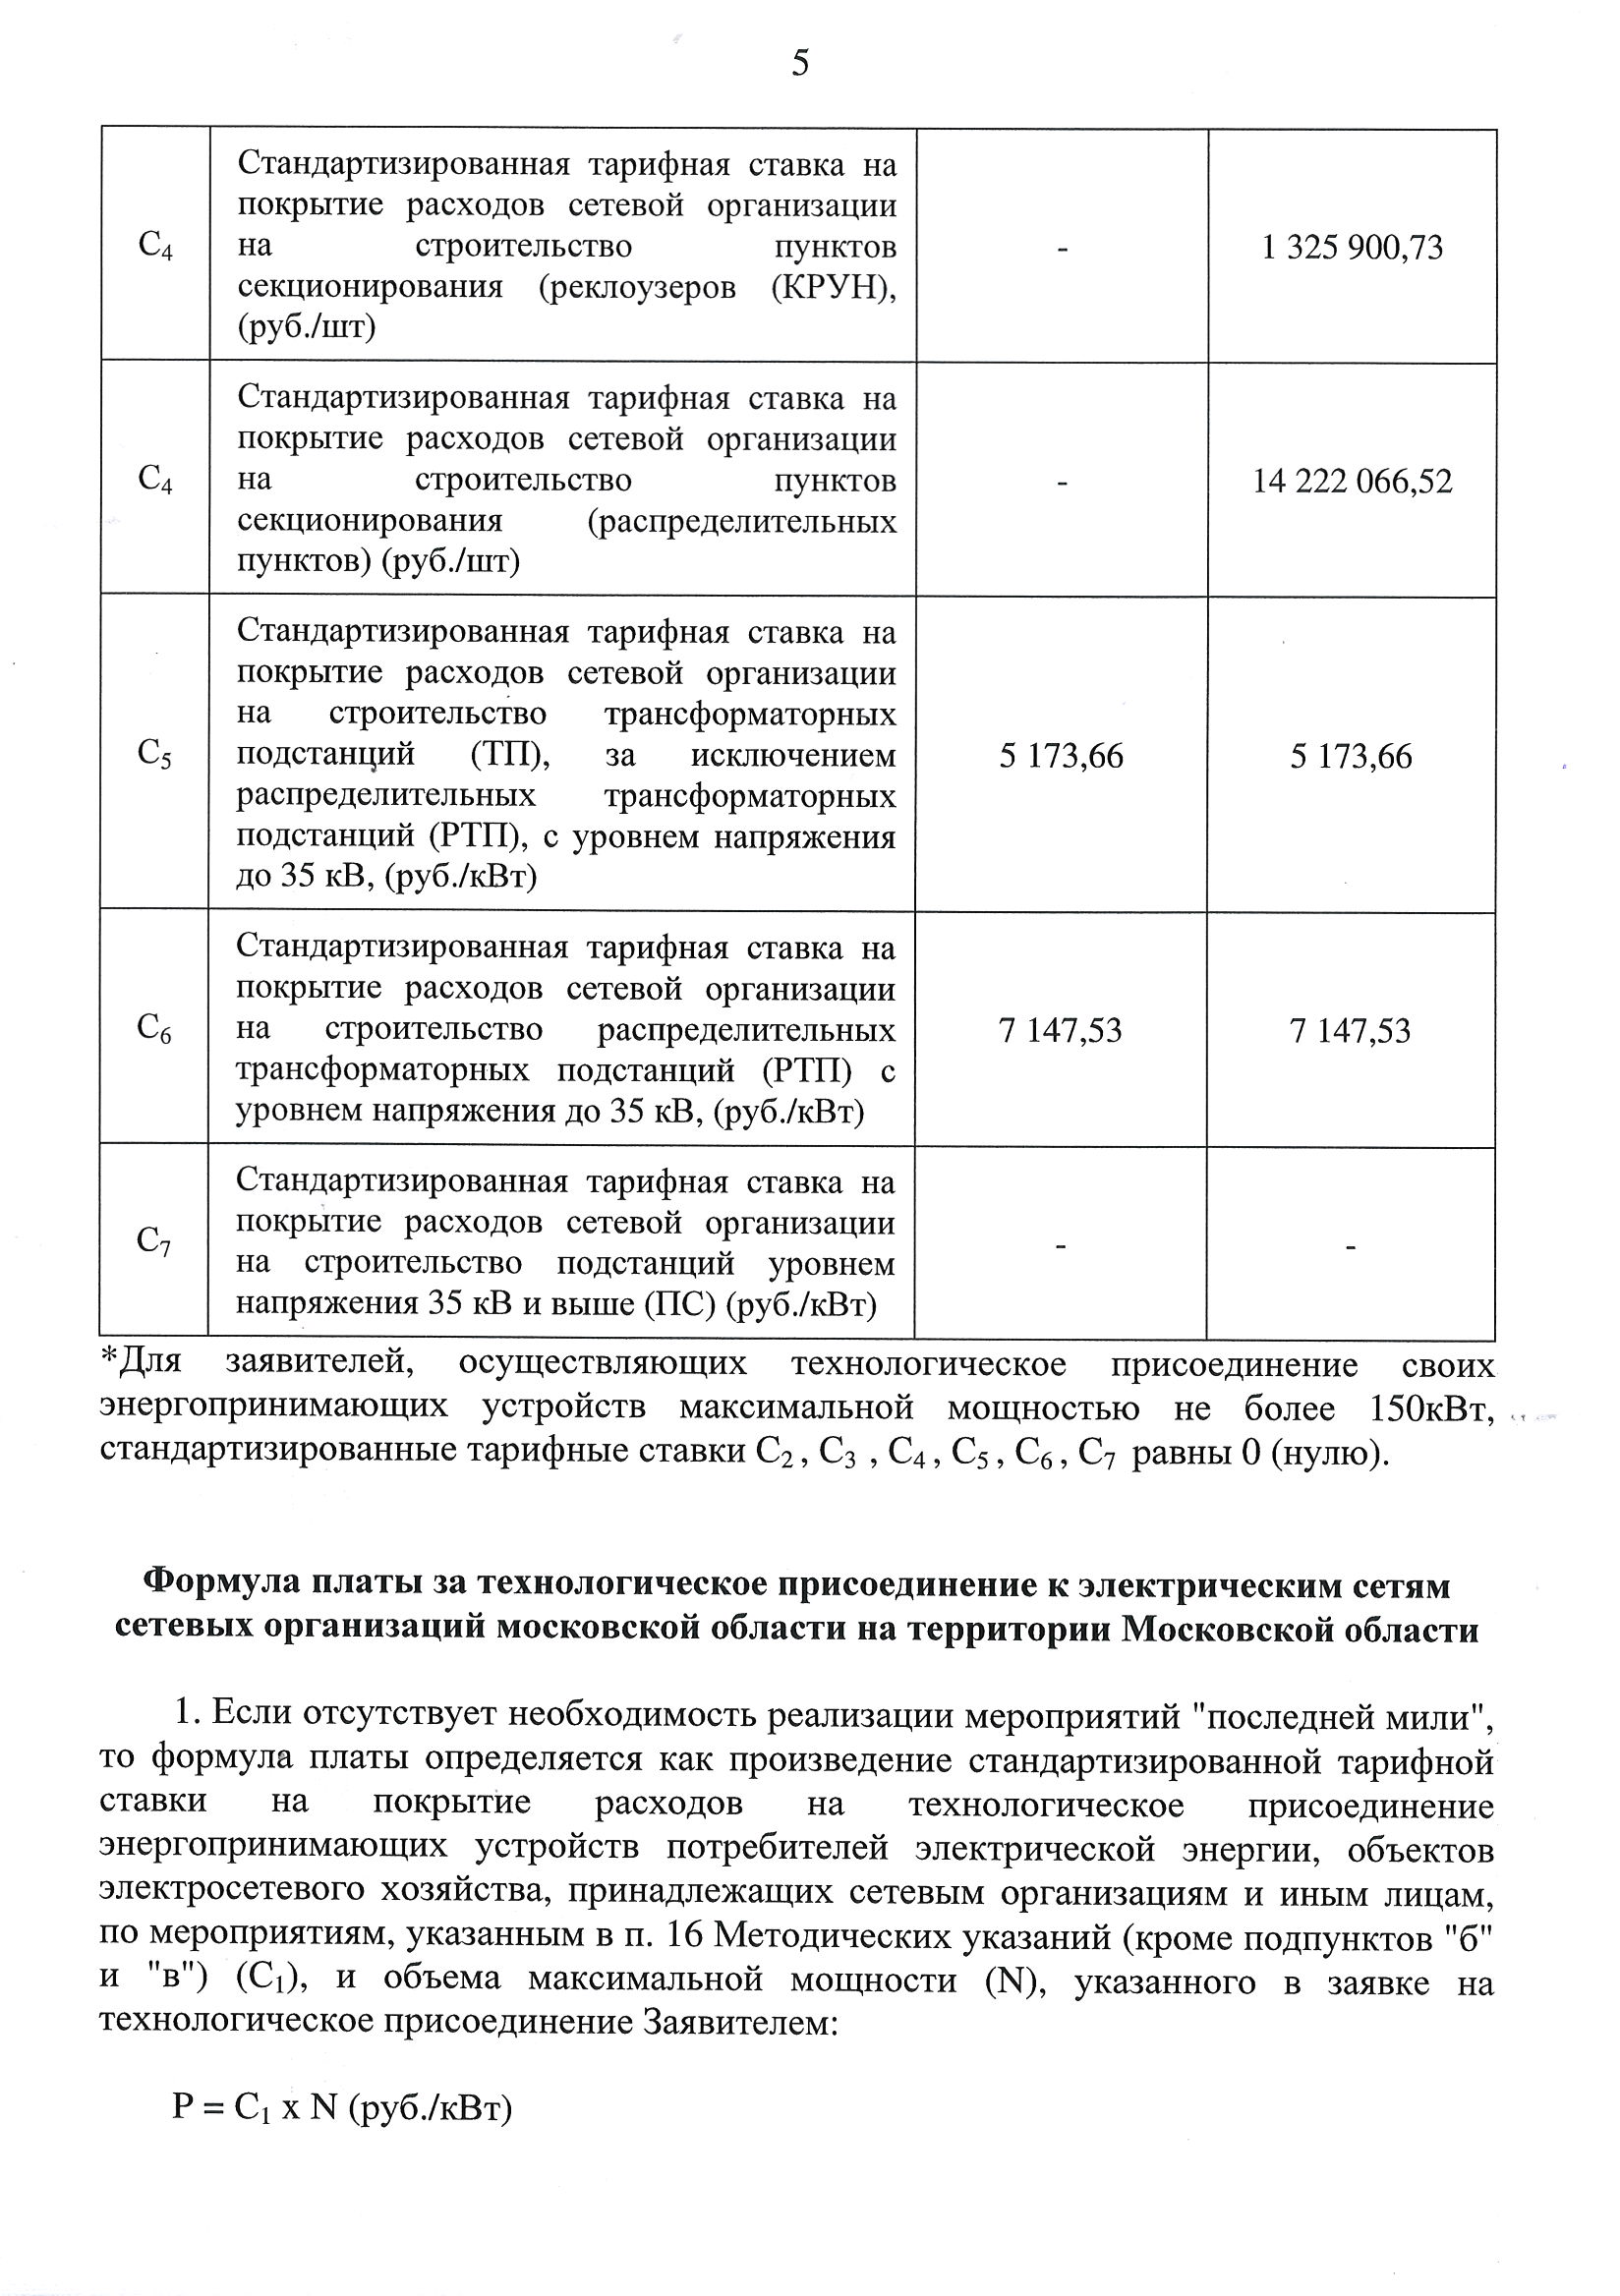 5
С4
Стандартизированная тарифная ставка на
покрытие расходов сетевой организации
на строительство пунктов
секционирования (реклоузеров (КРУН),
(руб./шт)
-
1 325 900,73
С4
Стандартизированная тарифная ставка на
покрытие расходов сетевой организации
на строительство пунктов
секционирования (распределительных
пунктов) (руб./шт)
-
14 222 066,52
С5
Стандартизированная тарифная ставка на
покрытие расходов сетевой организации
на строительство трансформаторных
подстанций (ТП), за исключением
распределительных трансформаторных
подстанций (РТП), с уровнем напряжения
до 35 кВ, (руб./кВт)
5 173,66
5 173,66
С6
Стандартизированная тарифная ставка на
покрытие расходов сетевой организации
на строительство распределительных
трансформаторных подстанций (РТП) с
уровнем напряжения до 35 кВ, (руб./кВт)
7 147,53
7 147,53
С7
Стандартизированная тарифная ставка на
покрытие расходов сетевой организации
на строительство подстанций уровнем
напряжения 35 кВ и выше (ПС) (руб./кВт)
-
-
*Для заявителей, осуществляющих технологическое присоединение своих
энергопринимающих устройств максимальной мощностью не более 150кВт,
стандартизированные тарифные ставки С2 , С3 , С4 , С5 , С6 , С7 равны 0 (нулю).
Формула платы за технологическое присоединение к электрическим сетям
сетевых организаций московской области на территории Московской области
1. Если отсутствует необходимость реализации мероприятий "последней мили",
то формула платы определяется как произведение стандартизированной тарифной
ставки на покрытие расходов на технологическое присоединение
энергопринимающих устройств потребителей электрической энергии, объектов
электросетевого хозяйства, принадлежащих сетевым организациям и иным лицам,
по мероприятиям, указанным в п. 16 Методических указаний (кроме подпунктов "б"
и "в") (С1), и объема максимальной мощности (N), указанного в заявке на
технологическое присоединение Заявителем:
Р = С1 х N (руб./кВт)